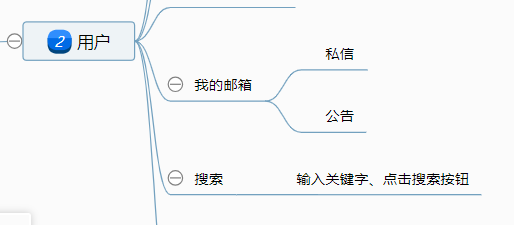 2 用户
私信
我的邮箱
公告
搜索
输入关键字、点击搜索按钮